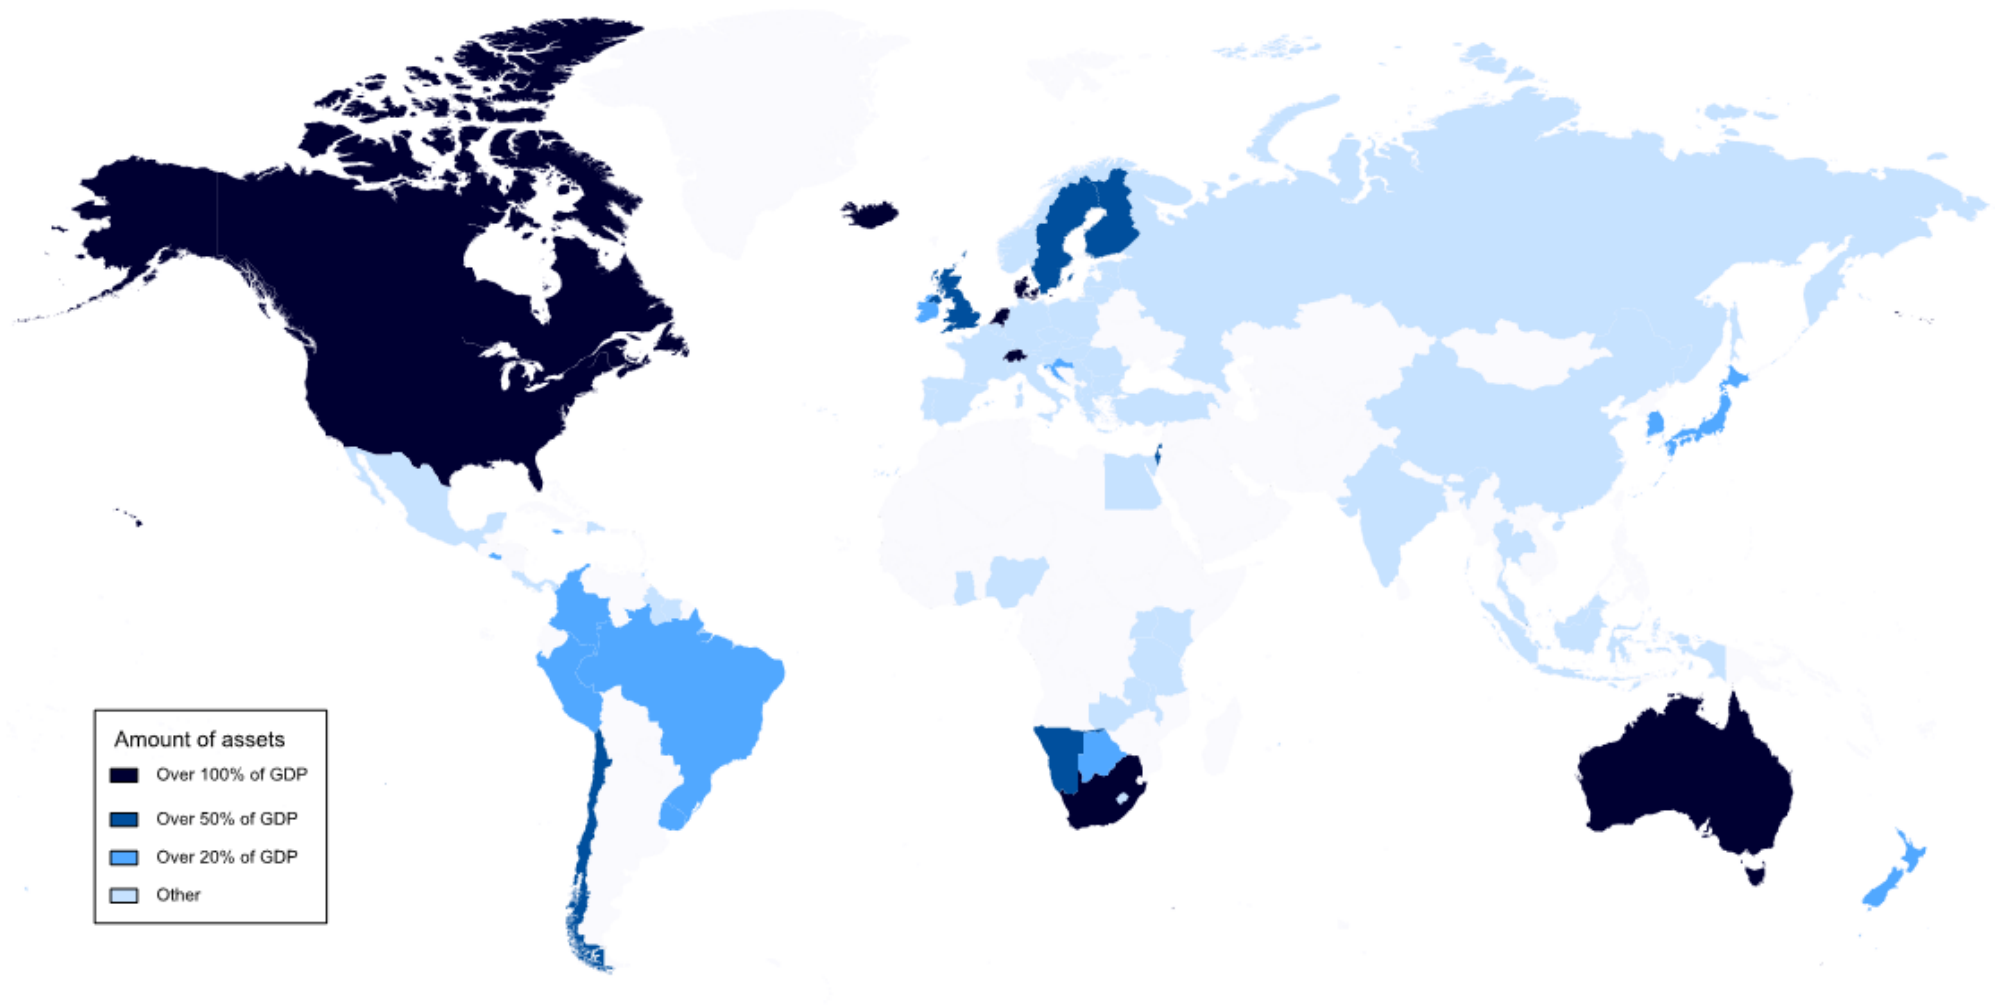 Amount of assets
Over 100% of GDP
Over 50% of GDP
Over 20% of GDP
Other